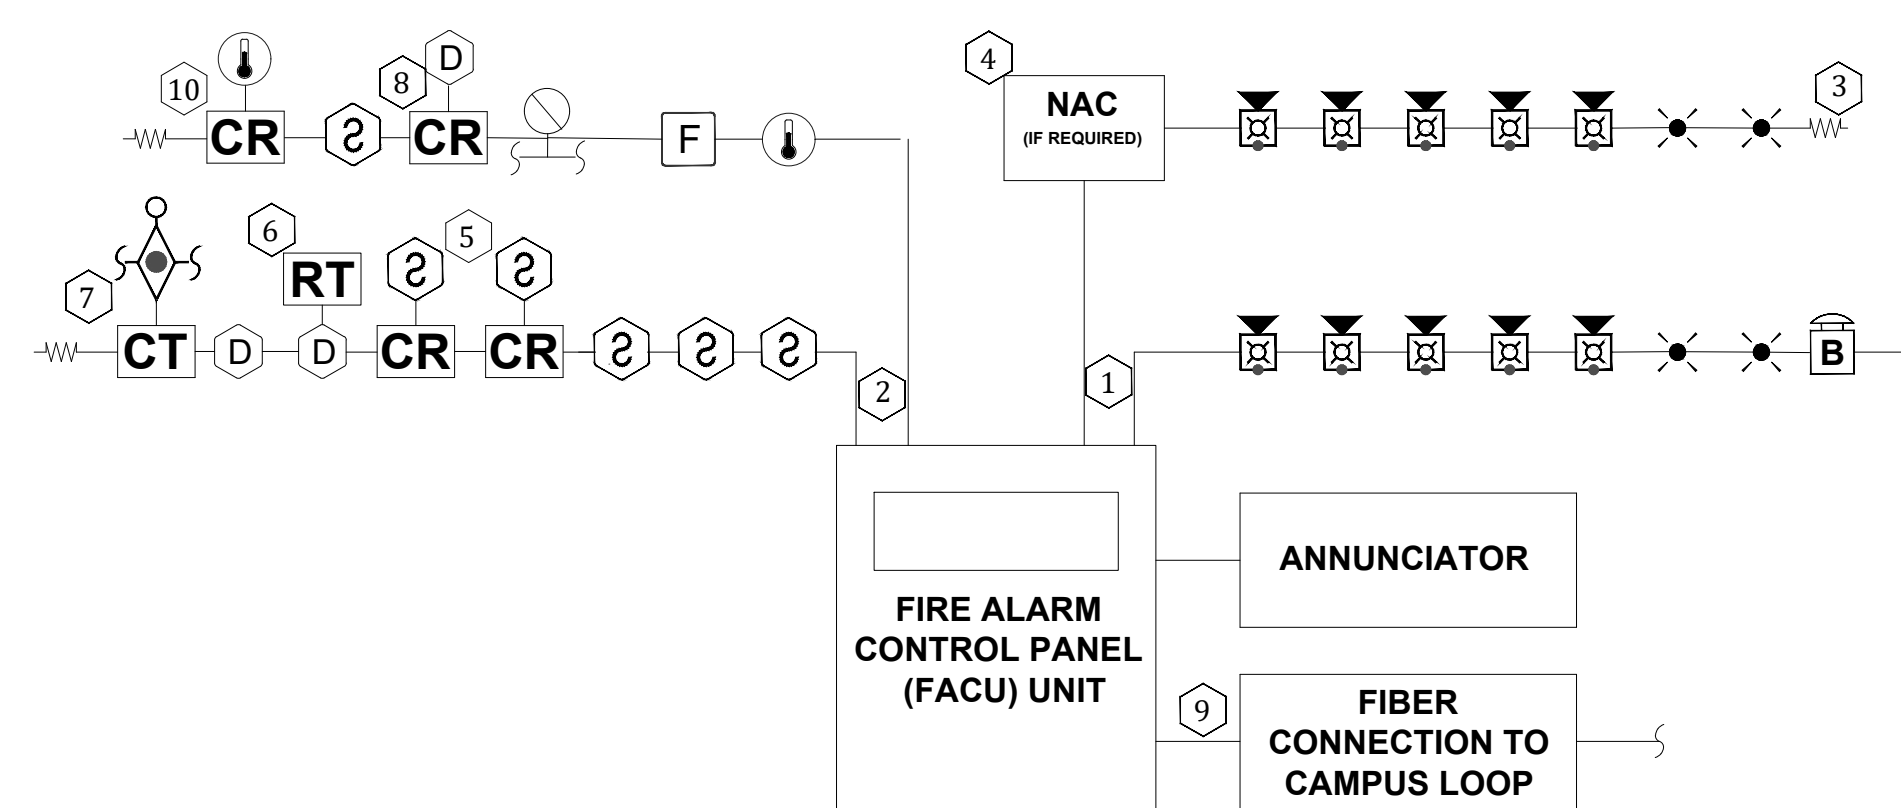 4
3
D
10
8
NAC
(IF REQUIRED)
CR
CR
F
6
5
7
RT
CT
D
D
CR
CR
B
2
1
ANNUNCIATOR
FIRE ALARM
CONTROL PANEL
(FACU) UNIT
9
FIBER
CONNECTION TO
CAMPUS LOOP